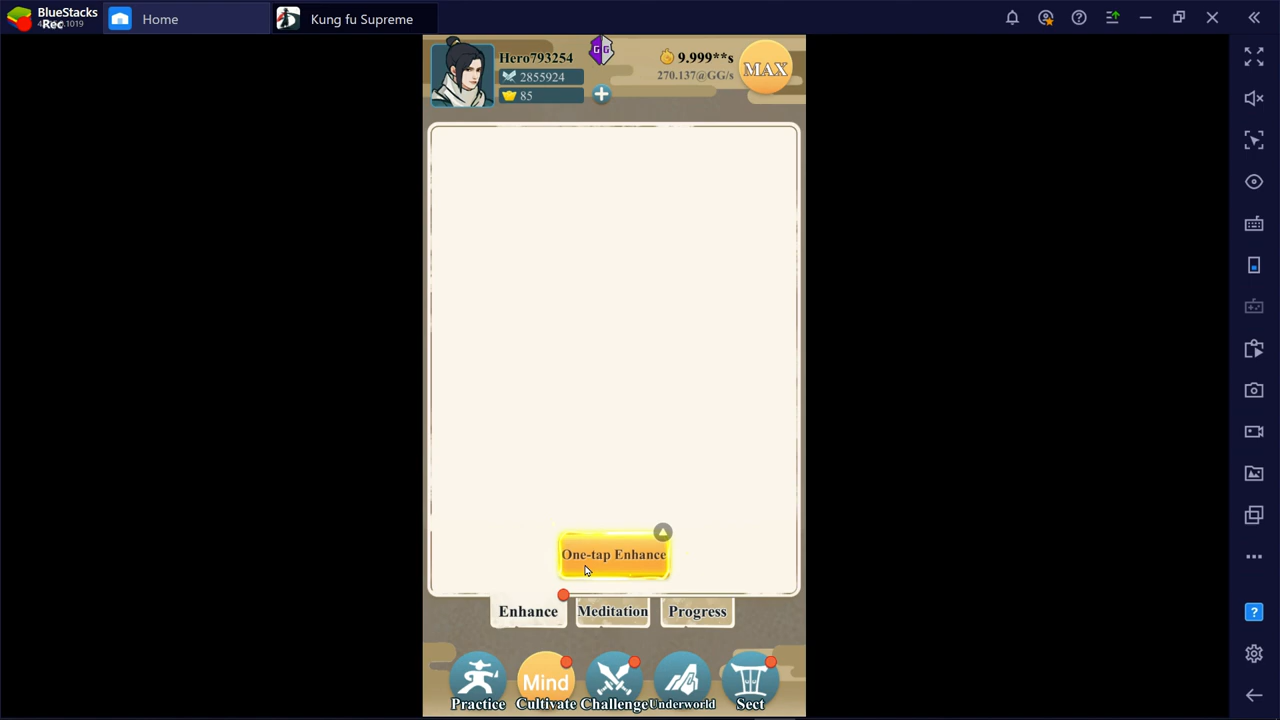 BlueStacks
Rec
Home
Kung fu Supreme
Hero793254
GG
2855924
85
9.999**s
270.137@GG/s
MAX
One-tap Enhance
Enhance
Meditation
Progress
Mind
Practice
Cultivate
Challenge
Underworld
Sect